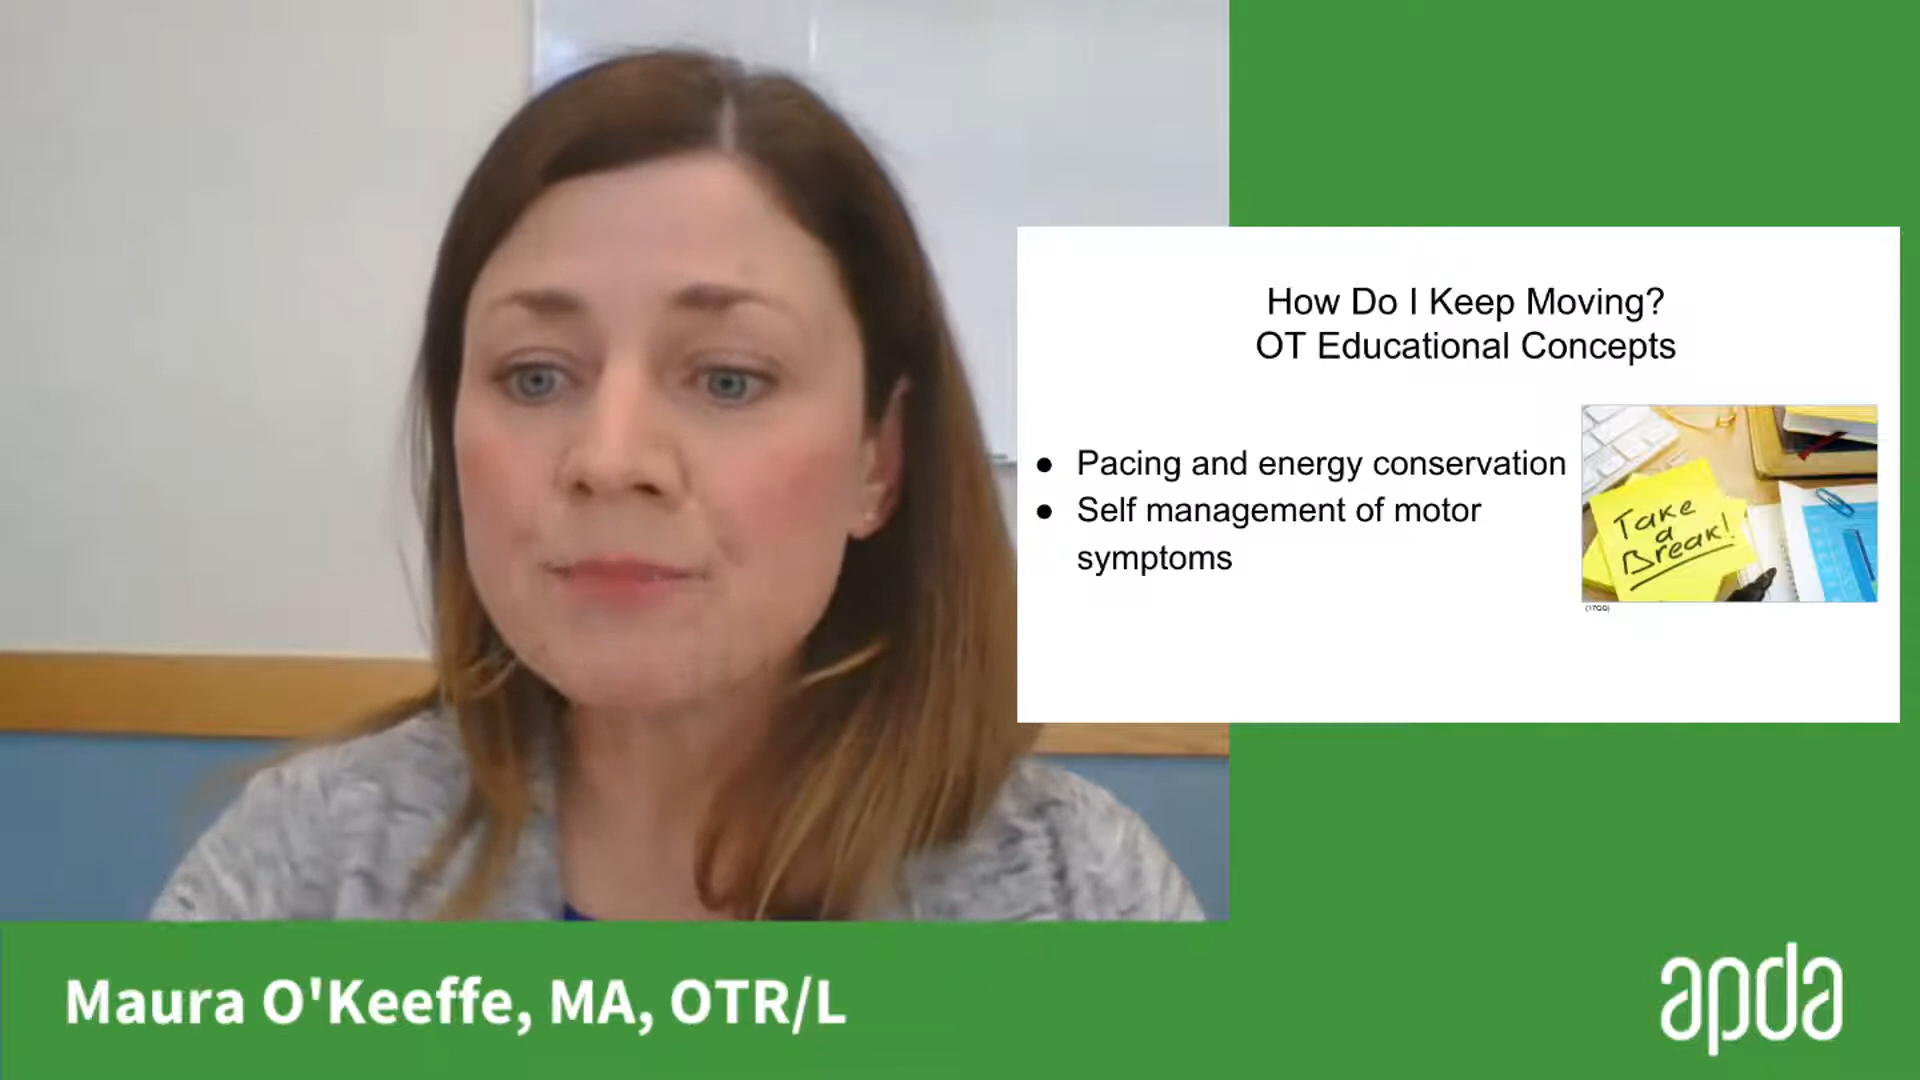 How Do I Keep Moving?
OT Educational Concepts
● Pacing and energy conservation
● Self management of motor
symptoms
Take
a
Break!
(17QQ)
Maura O'Keeffe, MA, OTR/L
apda